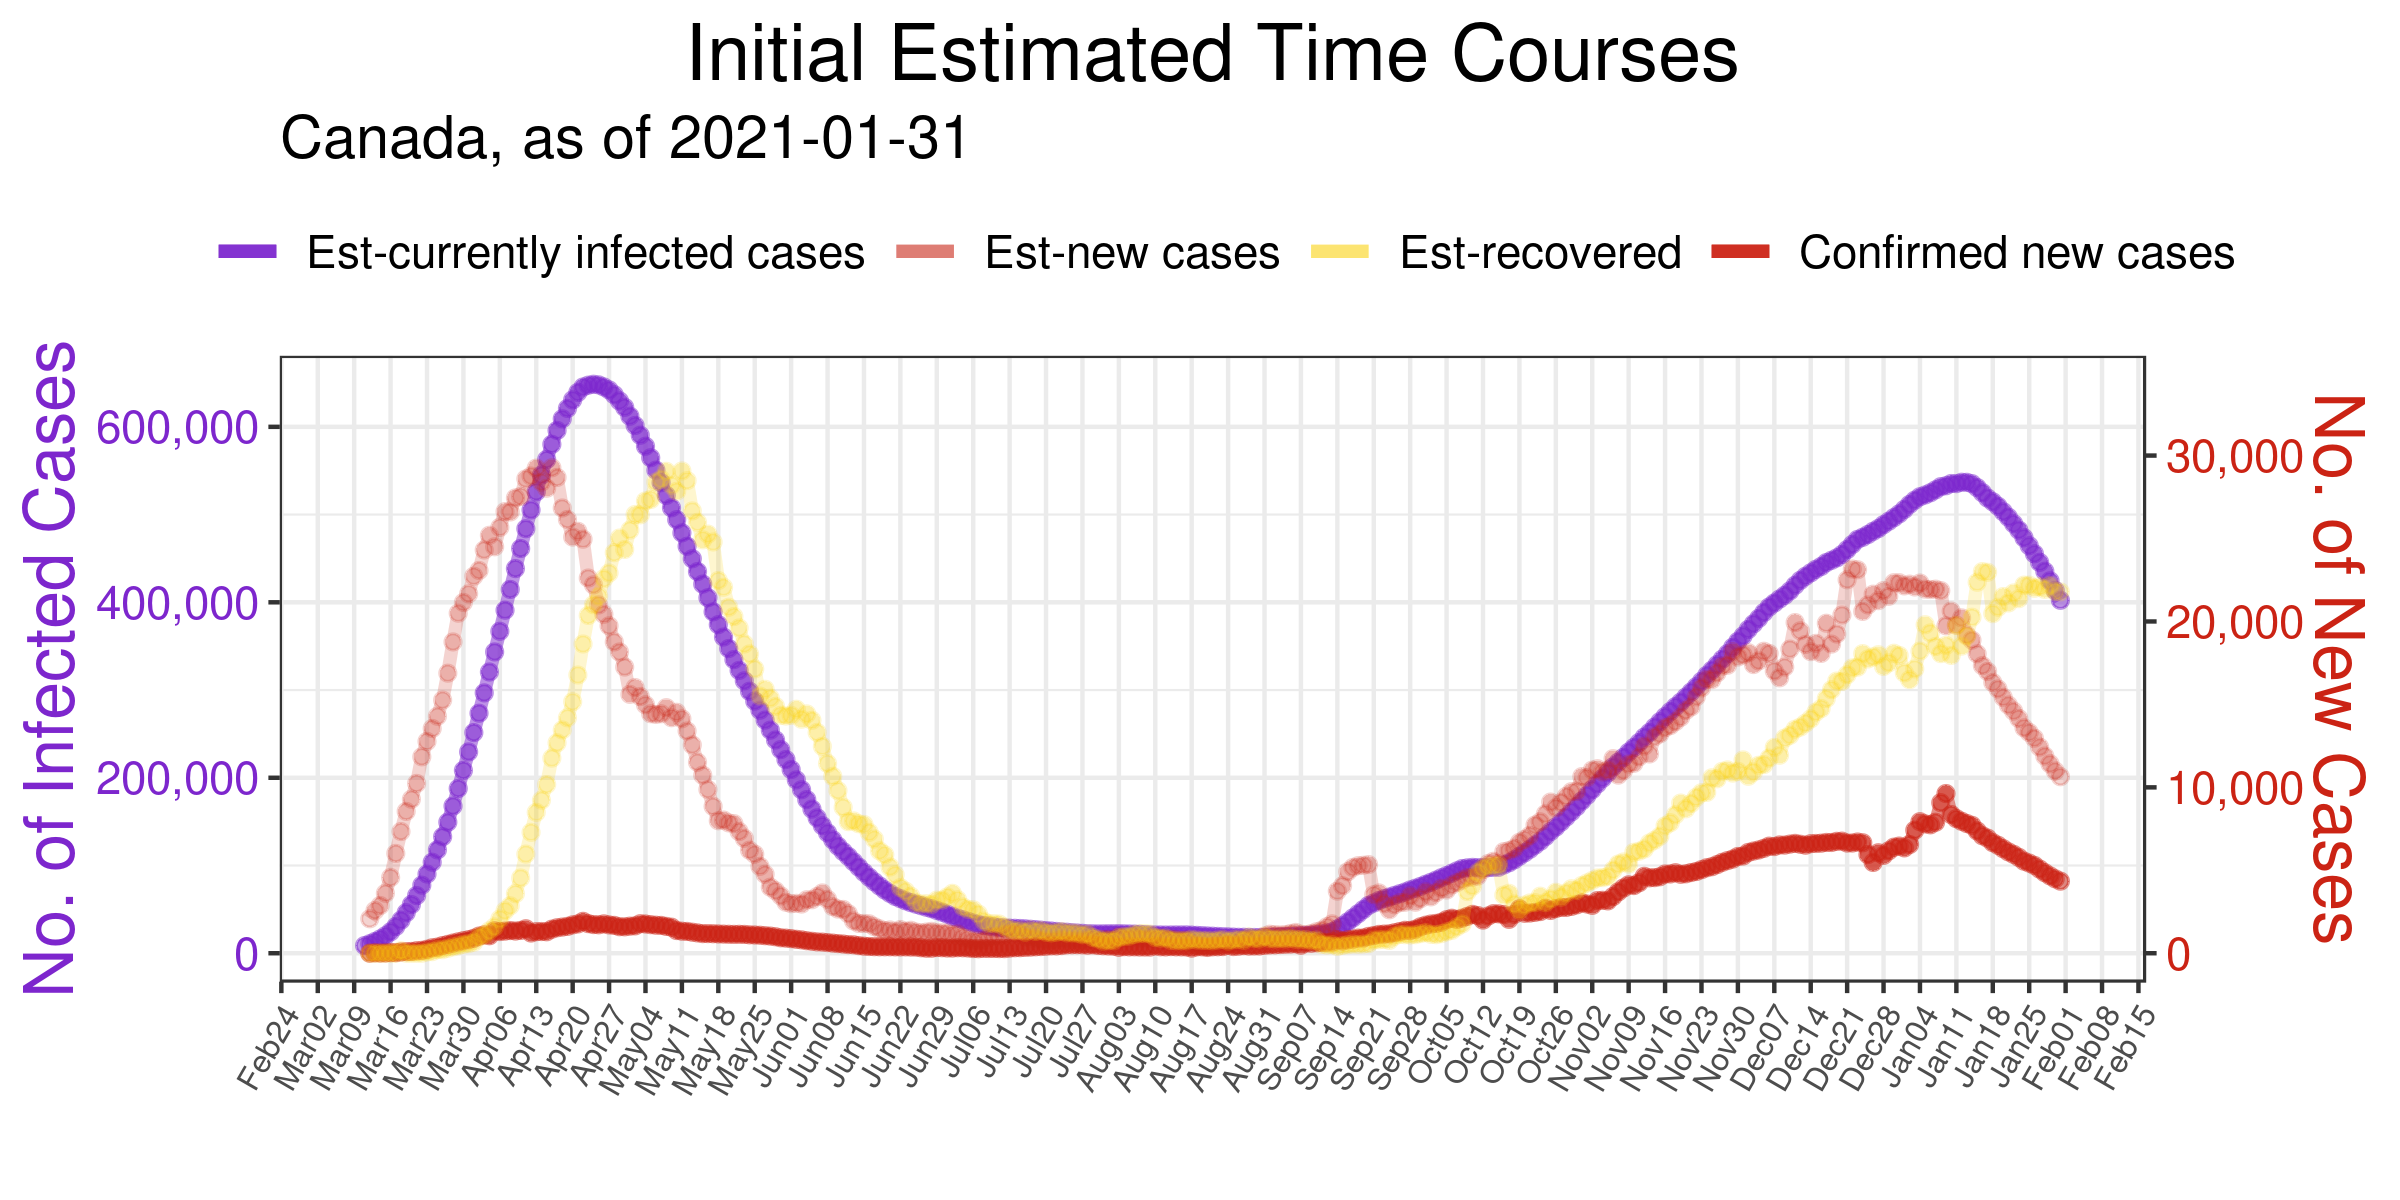 Initial Estimated Time Courses
Canada, as of 2021-01-31
Est-currently infected cases Est-new cases Est-recovered Confirmed new cases
No. of Infected Cases
600,000
400,000
200,000
0
30,000
20,000
10,000
0
No. of New Cases
Feb24 Mar02 Mar09 Mar16 Mar23 Mar30 Apr06 Apr13 Apr20 Apr27 May04 May11 May18 May25 Jun01 Jun08 Jun15 Jun22 Jun29 Jul06 Jul13 Jul20 Jul27 Aug03 Aug10 Aug17 Aug24 Aug31 Sep07 Sep14 Sep21 Sep28 Oct05 Oct12 Oct19 Oct26 Nov02 Nov09 Nov16 Nov23 Nov30 Dec07 Dec14 Dec21 Dec28 Jan04 Jan11 Jan18 Jan25 Feb01 Feb08 Feb15